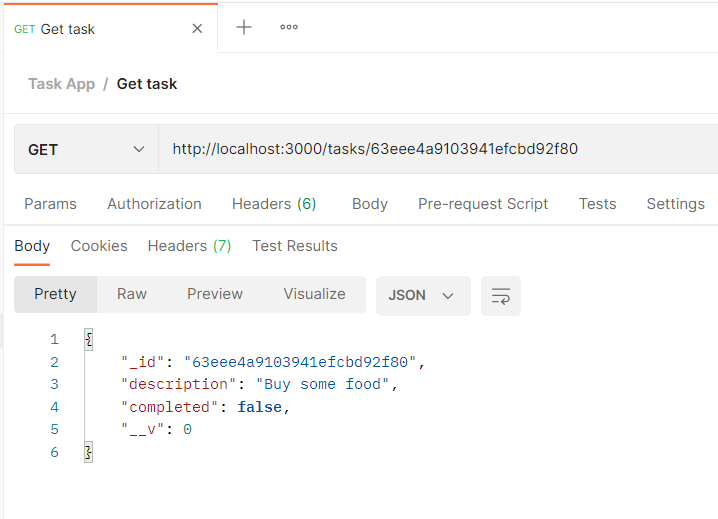 GET Get task
Task App / Get task
GET http://localhost:3000/tasks/63eee4a9103941efcbd92f80
Params Authorization Headers (6) Body Pre-request Script Tests Settings
Body Cookies Headers (7) Test Results
Pretty Raw Preview Visualize JSON
1 {
2 "_id": "63eee4a9103941efcbd92f80",
3 "description": "Buy some food",
4 "completed": false,
5 "__v": 0
6 }